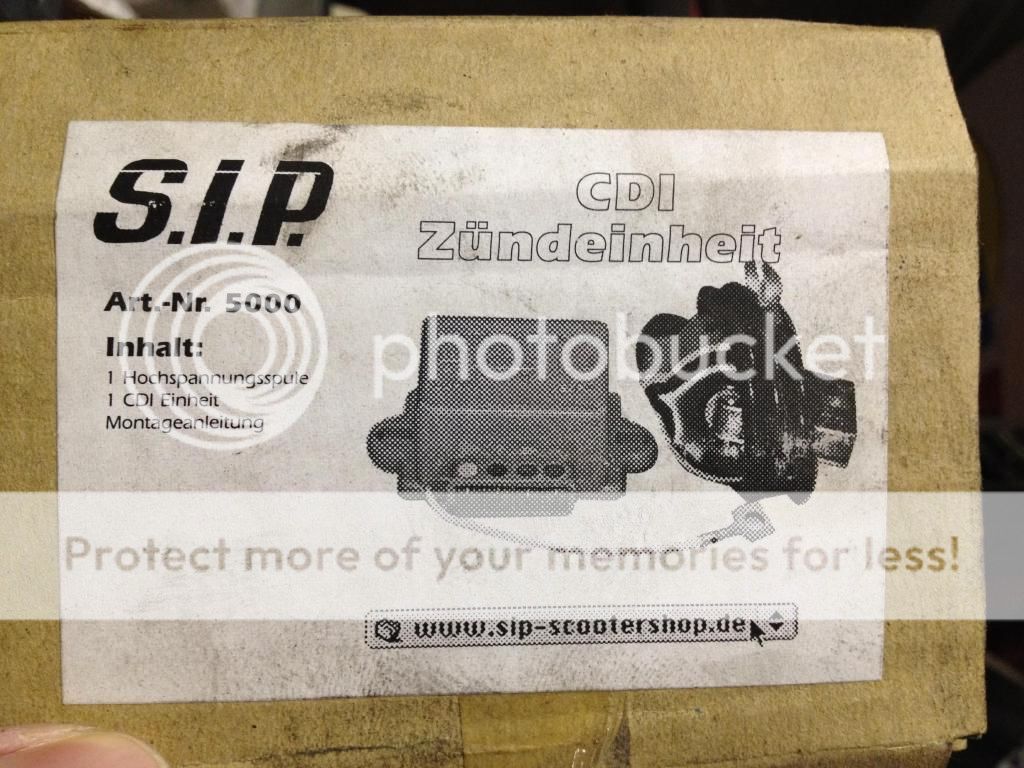 S.I.P.
CDI
Zündeinheit
Art.-Nr. 5000
Inhalt:
1 Hochspannungsspule
1 CDI Einheit
Montageanleitung
photobucket
Protect more of your memories for less!
www.sip-scootershop.de